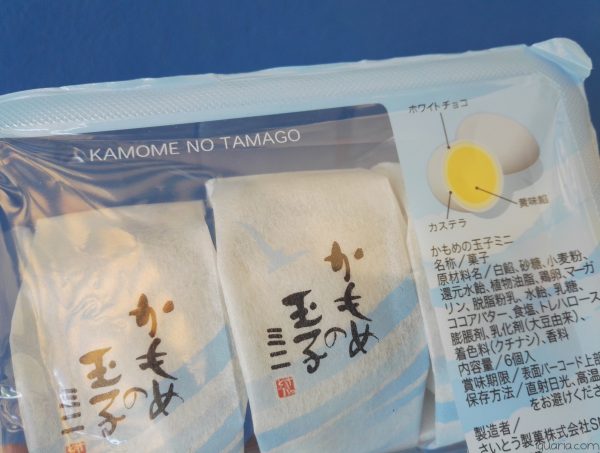 KAMOME NO TAMAGO
かもめの
玉子
ミニ
かもめの
玉子
ミニ
ホワイトチョコ
黄味餡
カステラ
かもめの玉子ミニ
名称／菓子
原材料名／白餡、砂糖、小麦粉、
還元水飴、植物油脂、鶏卵、マーガ
リン、脱脂粉乳、水飴、乳糖、
ココアバター、食塩、トレハロース、
膨脹剤、乳化剤(大豆由来)、
着色料(クチナシ)、香料
内容量／6個入
賞味期限／表面バーコード上部
保存方法／直射日光、高温
をお避けくださ
製造者／
さいとう製菓株式会社S
iguaria.com